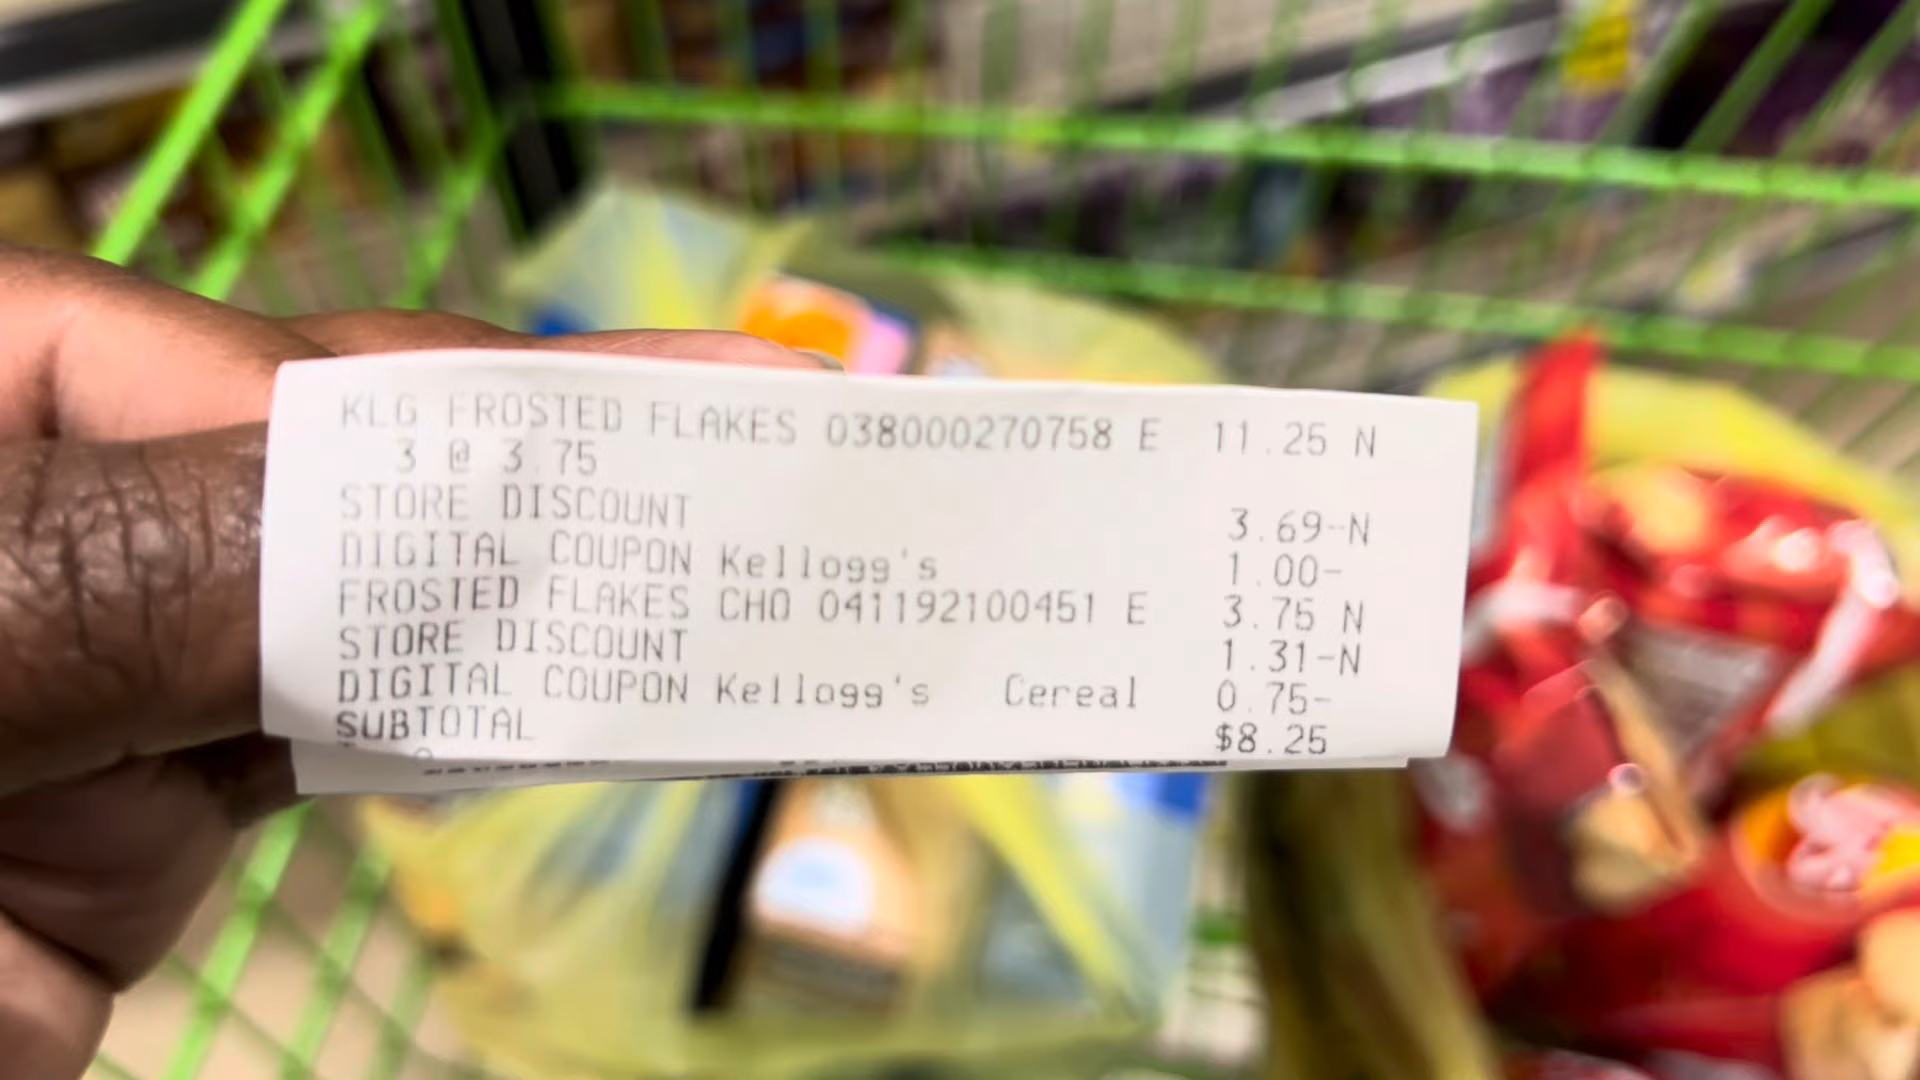 KLG FROSTED FLAKES 038000270758 E 11.25 N
3 @ 3.75
STORE DISCOUNT 3.69-N
DIGITAL COUPON Kellogg's 1.00-
FROSTED FLAKES CHO 041192100451 E 3.75 N
STORE DISCOUNT 1.31-N
DIGITAL COUPON Kellogg's Cereal 0.75-
SUBTOTAL $8.25